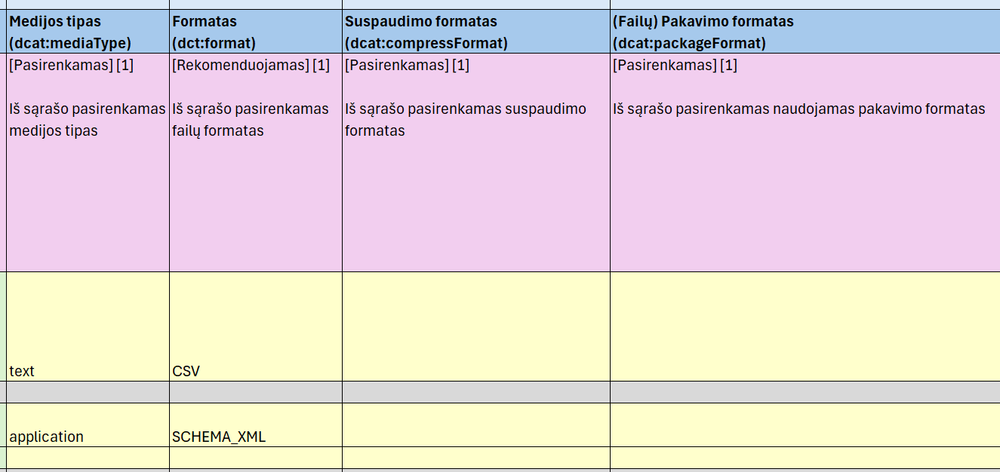 Medijos tipas
(dcat:mediaType)
Formatas
(dct:format)
Suspaudimo formatas
(dcat:compressFormat)
(Failų) Pakavimo formatas
(dcat:packageFormat)
[Pasirenkamas] [1]
Iš sąrašo pasirenkamas
medijos tipas
[Rekomenduojamas] [1]
Iš sąrašo pasirenkamas
failų formatas
[Pasirenkamas] [1]
Iš sąrašo pasirenkamas suspaudimo
formatas
[Pasirenkamas] [1]
Iš sąrašo pasirenkamas naudojamas pakavimo formatas
text
CSV
application
SCHEMA_XML